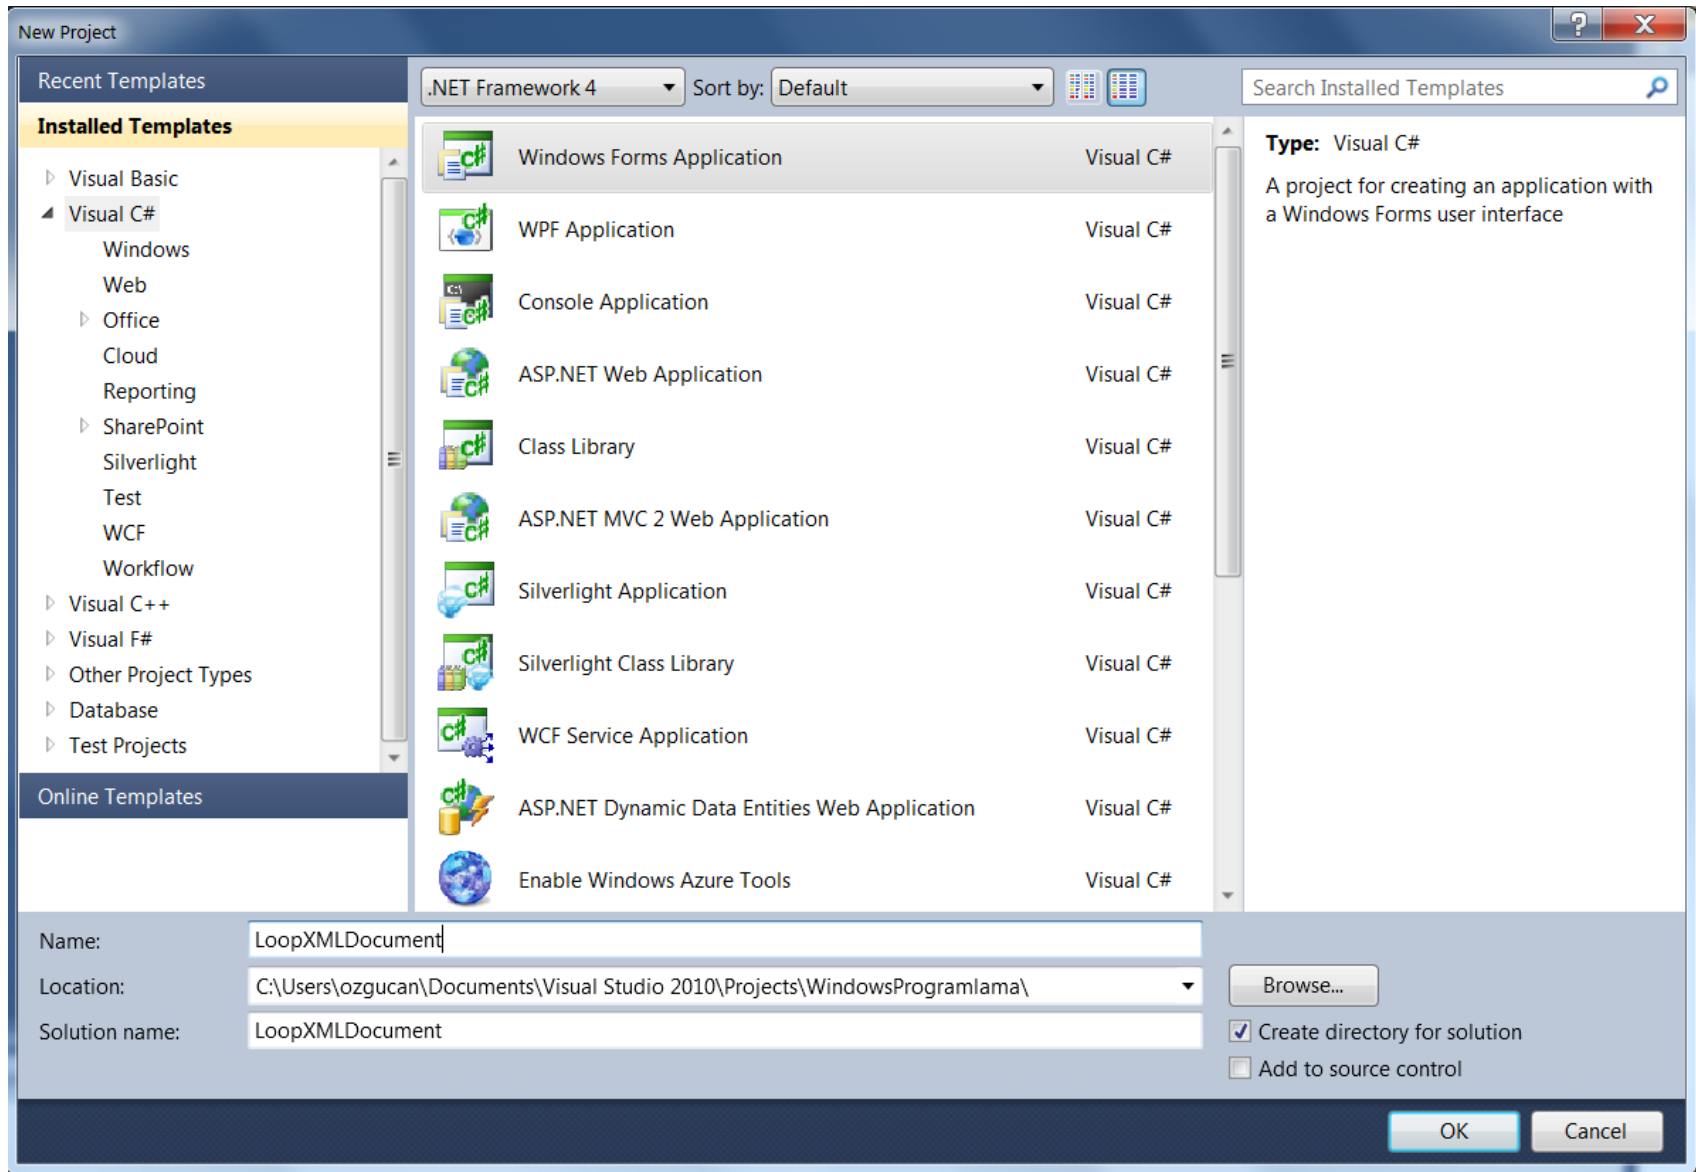 New Project
?
X
Recent Templates
Installed Templates
Visual Basic
Visual C#
Windows
Web
Office
Cloud
Reporting
SharePoint
Silverlight
Test
WCF
Workflow
Visual C++
Visual F#
Other Project Types
Database
Test Projects
Online Templates
.NET Framework 4
Sort by: Default
Search Installed Templates
Windows Forms Application Visual C#
WPF Application Visual C#
Console Application Visual C#
ASP.NET Web Application Visual C#
Class Library Visual C#
ASP.NET MVC 2 Web Application Visual C#
Silverlight Application Visual C#
Silverlight Class Library Visual C#
WCF Service Application Visual C#
ASP.NET Dynamic Data Entities Web Application Visual C#
Enable Windows Azure Tools Visual C#
Type: Visual C#
A project for creating an application with
a Windows Forms user interface
Name: LoopXMLDocument
Location: C:\Users\ozgucan\Documents\Visual Studio 2010\Projects\WindowsProgramlama\
Browse...
Solution name: LoopXMLDocument
Create directory for solution
Add to source control
OK Cancel